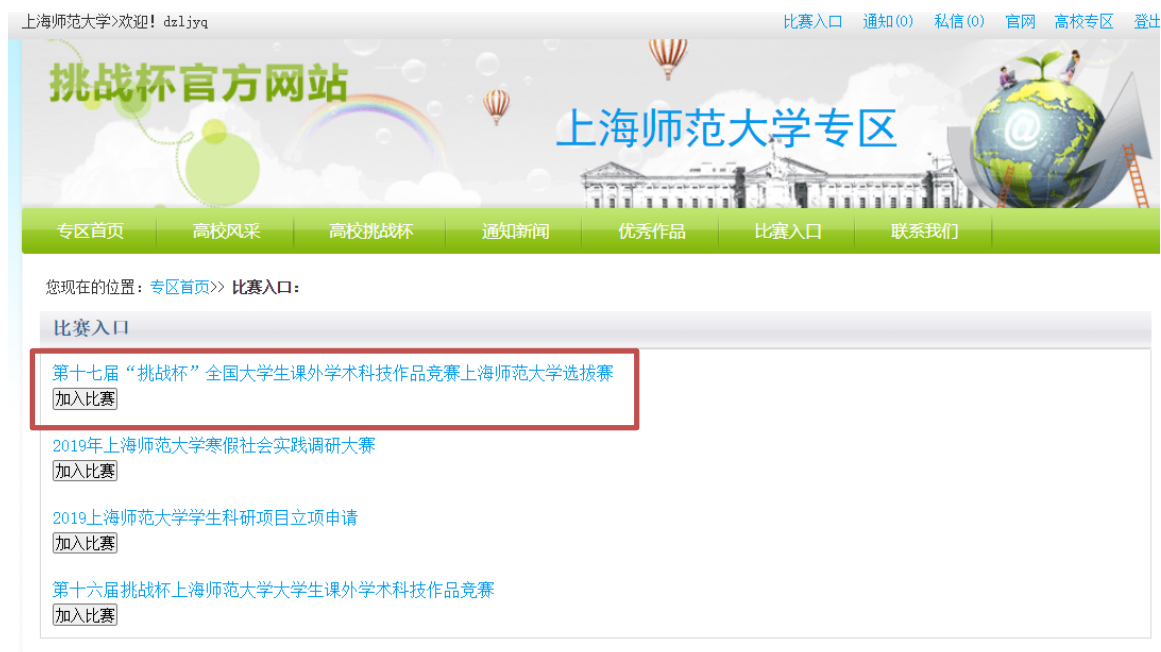 上海师范大学>欢迎! dzljyq 比赛入口 通知(0) 私信(0) 官网 高校专区 登出
挑战杯官方网站
上海师范大学专区
专区首页 高校风采 高校挑战杯 通知新闻 优秀作品 比赛入口 联系我们
您现在的位置: 专区首页>> 比赛入口:
比赛入口
第十七届“挑战杯”全国大学生课外学术科技作品竞赛上海师范大学选拔赛
加入比赛
2019年上海师范大学寒假社会实践调研大赛
加入比赛
2019上海师范大学学生科研项目立项申请
加入比赛
第十六届挑战杯上海师范大学大学生课外学术科技作品竞赛
加入比赛